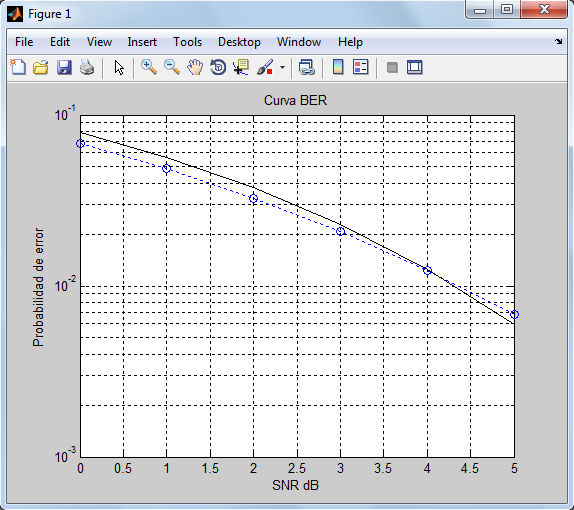 Figure 1
File Edit View Insert Tools Desktop Window Help
Curva BER
10^-1
10^-2
10^-3
Probabilidad de error
0 0.5 1 1.5 2 2.5 3 3.5 4 4.5 5
SNR dB